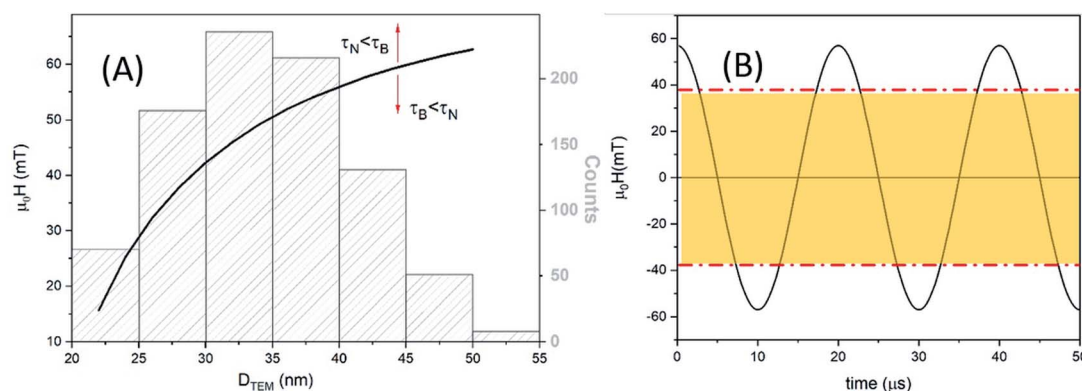 (A)
τN<τB
τB<τN
μ0H (mT)
60
50
40
30
20
10
200
150
100
50
0
Counts
20 25 30 35 40 45 50 55
DTEM (nm)
(B)
μ0H(mT)
60
40
20
0
-20
-40
-60
0 10 20 30 40 50
time (μs)